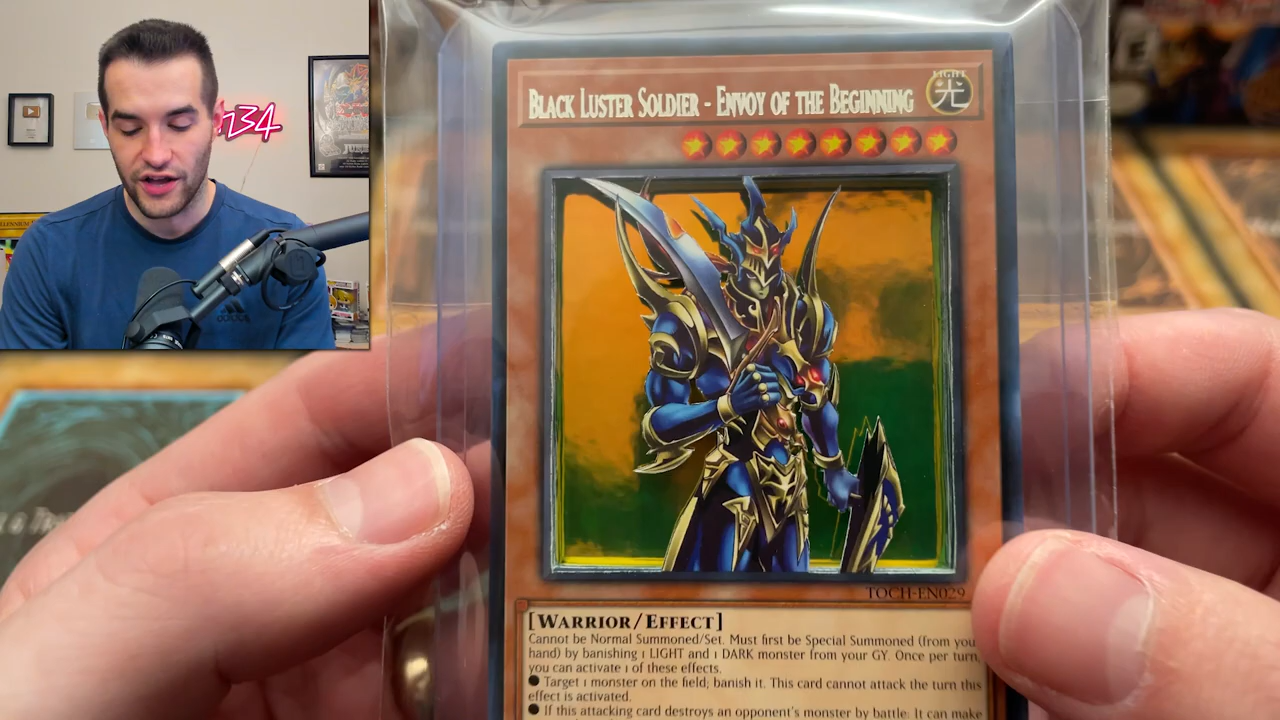 734
BLACK LUSTER SOLDIER - ENVOY OF THE BEGINNING
LIGHT
光
TOCH-EN029
[WARRIOR/EFFECT]
Cannot be Normal Summoned/Set. Must first be Special Summoned (from your
hand) by banishing 1 LIGHT and 1 DARK monster from your GY. Once per turn,
you can activate 1 of these effects.
● Target 1 monster on the field; banish it. This card cannot attack the turn this
effect is activated.
● If this attacking card destroys an opponent's monster by battle: It can make
adidas